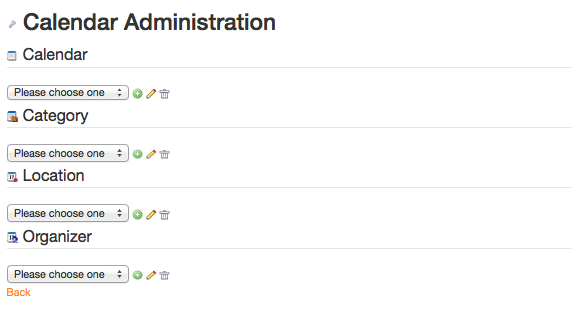 Calendar Administration
Calendar
Please choose one
Category
Please choose one
Location
Please choose one
Organizer
Please choose one
Back